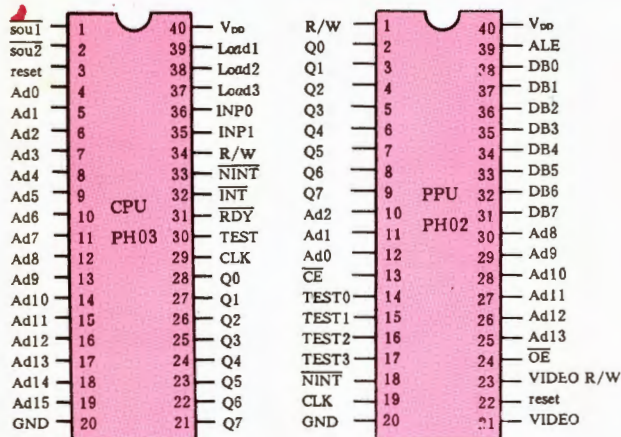 sou1 1 40 VDD
sou2 2 39 Load1
reset 3 38 Load2
Ad0 4 37 Load3
Ad1 5 36 INP0
Ad2 6 35 INP1
Ad3 7 34 R/W
Ad4 8 33 NINT
Ad5 9 32 INT
Ad6 10 31 RDY
Ad7 11 30 TEST
Ad8 12 29 CLK
Ad9 13 28 Q0
Ad10 14 27 Q1
Ad11 15 26 Q2
Ad12 16 25 Q3
Ad13 17 24 Q4
Ad14 18 23 Q5
Ad15 19 22 Q6
GND 20 21 Q7
CPU
PH03
R/W 1 40 VDD
Q0 2 39 ALE
Q1 3 38 DB0
Q2 4 37 DB1
Q3 5 36 DB2
Q4 6 35 DB3
Q5 7 34 DB4
Q6 8 33 DB5
Q7 9 32 DB6
Ad2 10 31 DB7
Ad1 11 30 Ad8
Ad0 12 29 Ad9
CE 13 28 Ad10
TEST0 14 27 Ad11
TEST1 15 26 Ad12
TEST2 16 25 Ad13
TEST3 17 24 OE
NINT 18 23 VIDEO R/W
CLK 19 22 reset
GND 20 21 VIDEO
PPU
PH02